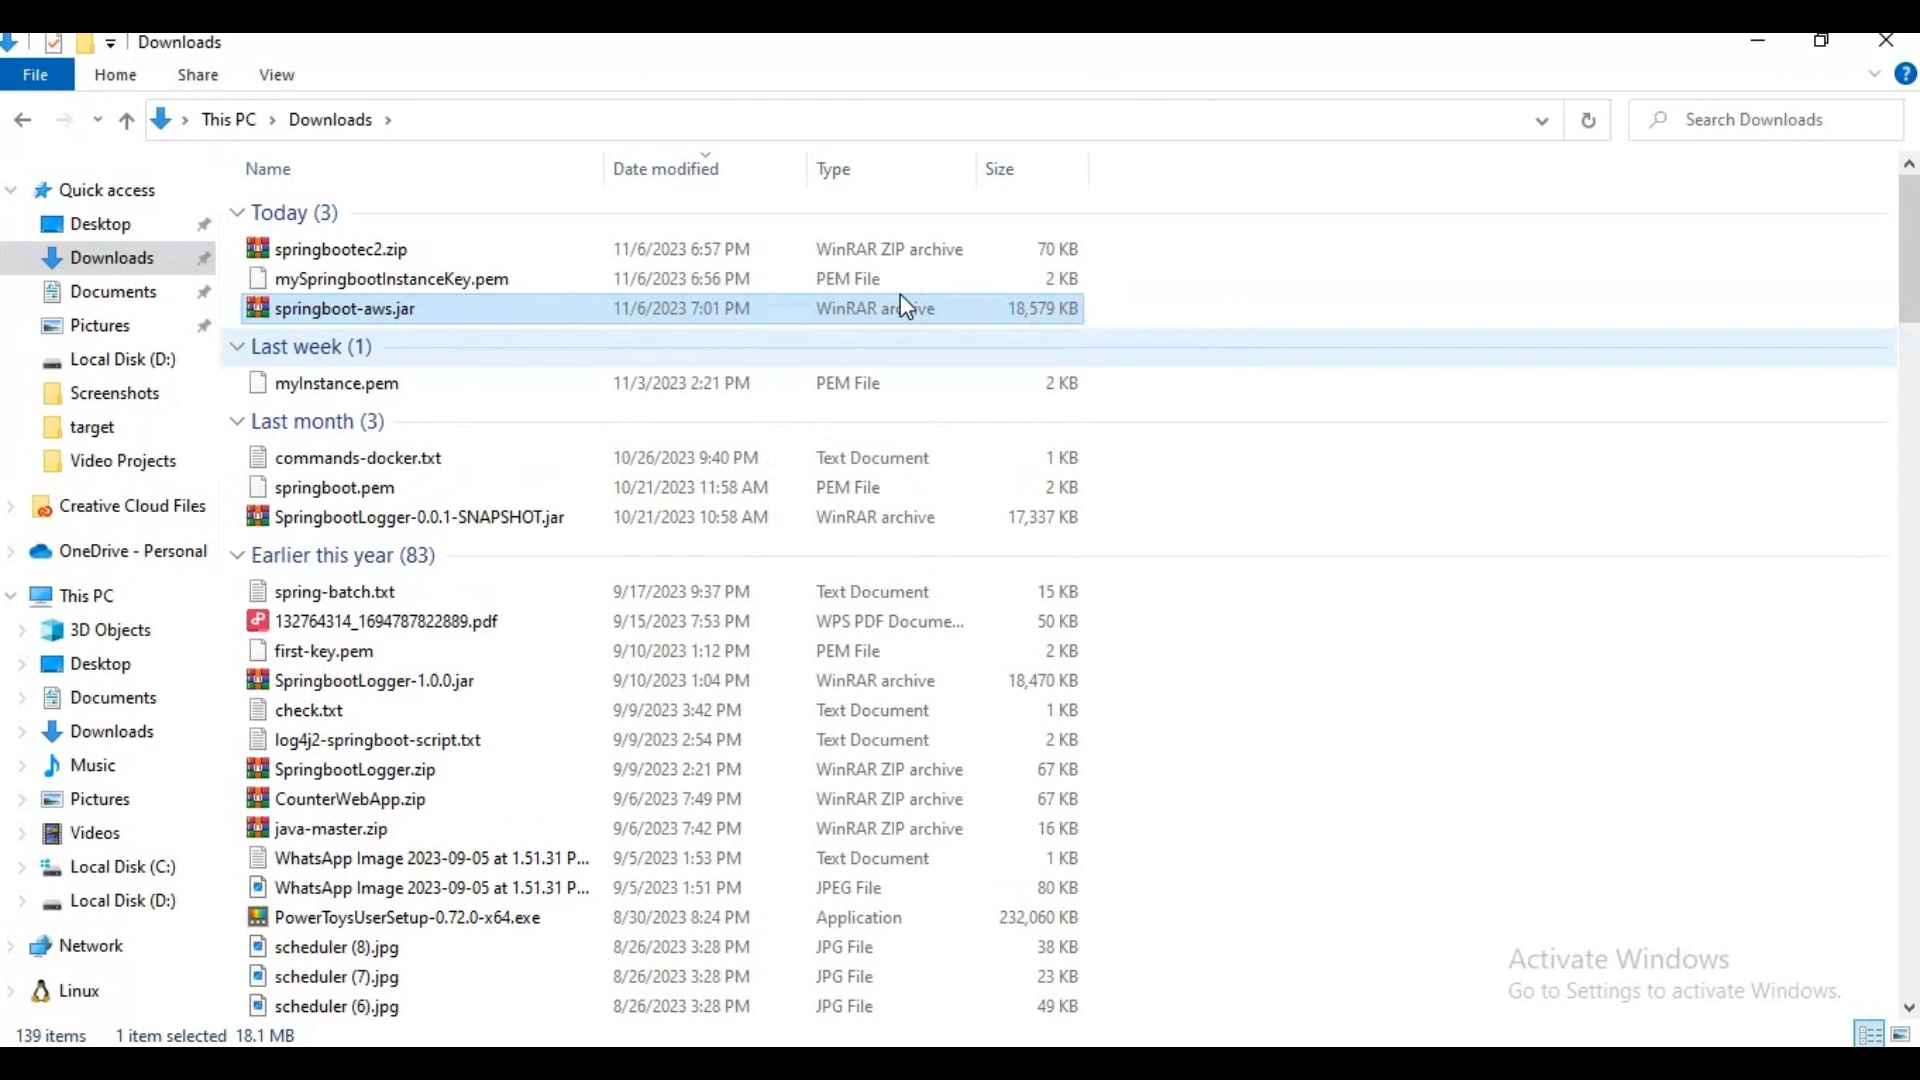 Downloads
File Home Share View
This PC Downloads Search Downloads
Name Date modified Type Size
Quick access
Desktop
Downloads
Documents
Pictures
Local Disk (D:)
Screenshots
target
Video Projects
Creative Cloud Files
OneDrive - Personal
This PC
3D Objects
Desktop
Documents
Downloads
Music
Pictures
Videos
Local Disk (C:)
Local Disk (D:)
Network
Linux
Today (3)
springbootec2.zip 11/6/2023 6:57 PM WinRAR ZIP archive 70 KB
mySpringbootInstanceKey.pem 11/6/2023 6:56 PM PEM File 2 KB
springboot-aws.jar 11/6/2023 7:01 PM WinRAR archive 18,579 KB
Last week (1)
myInstance.pem 11/3/2023 2:21 PM PEM File 2 KB
Last month (3)
commands-docker.txt 10/26/2023 9:40 PM Text Document 1 KB
springboot.pem 10/21/2023 11:58 AM PEM File 2 KB
SpringbootLogger-0.0.1-SNAPSHOT.jar 10/21/2023 10:58 AM WinRAR archive 17,337 KB
Earlier this year (83)
spring-batch.txt 9/17/2023 9:37 PM Text Document 15 KB
132764314_1694787822889.pdf 9/15/2023 7:53 PM WPS PDF Docume... 50 KB
first-key.pem 9/10/2023 1:12 PM PEM File 2 KB
SpringbootLogger-1.0.0.jar 9/10/2023 1:04 PM WinRAR archive 18,470 KB
check.txt 9/9/2023 3:42 PM Text Document 1 KB
log4j2-springboot-script.txt 9/9/2023 2:54 PM Text Document 2 KB
SpringbootLogger.zip 9/9/2023 2:21 PM WinRAR ZIP archive 67 KB
CounterWebApp.zip 9/6/2023 7:49 PM WinRAR ZIP archive 67 KB
java-master.zip 9/6/2023 7:42 PM WinRAR ZIP archive 16 KB
WhatsApp Image 2023-09-05 at 1.51.31 P... 9/5/2023 1:53 PM Text Document 1 KB
WhatsApp Image 2023-09-05 at 1.51.31 P... 9/5/2023 1:51 PM JPEG File 80 KB
PowerToysUserSetup-0.72.0-x64.exe 8/30/2023 8:24 PM Application 232,060 KB
scheduler (8).jpg 8/26/2023 3:28 PM JPG File 38 KB
scheduler (7).jpg 8/26/2023 3:28 PM JPG File 23 KB
scheduler (6).jpg 8/26/2023 3:28 PM JPG File 49 KB
Activate Windows
Go to Settings to activate Windows.
139 items 1 item selected 18.1 MB